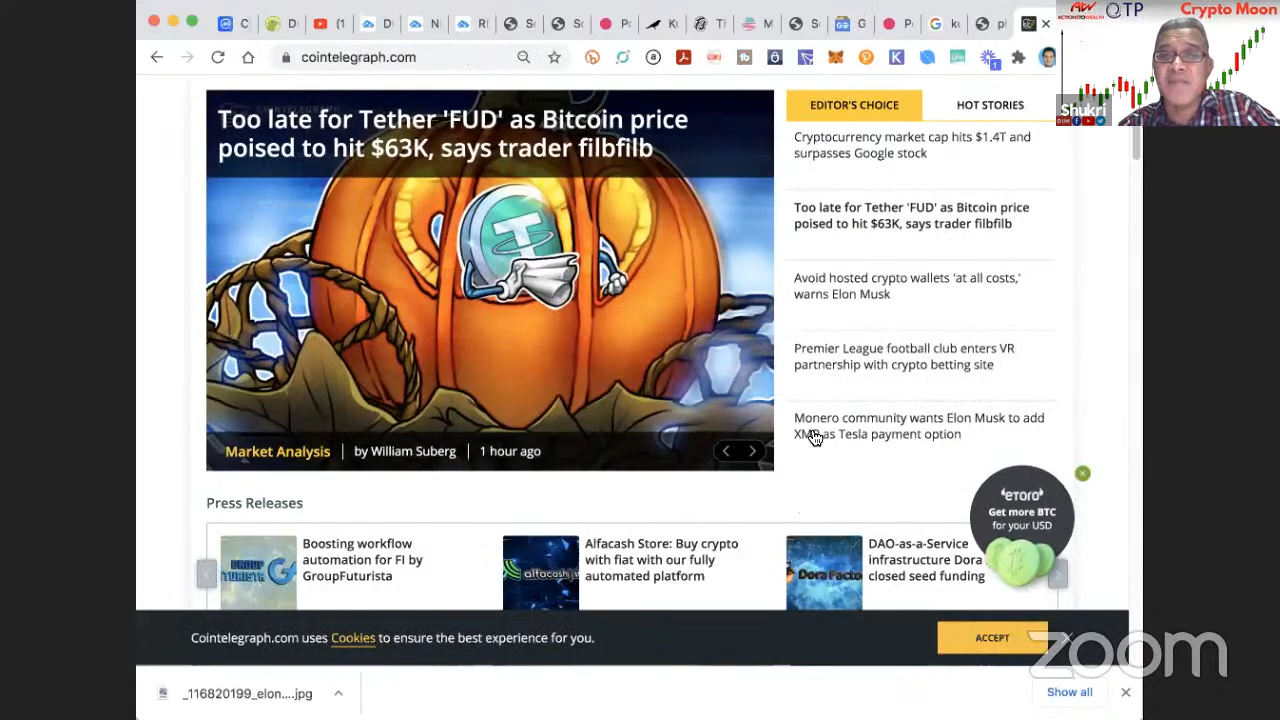 cointelegraph.com
ACTIONSTOWEALTH
OTP
Crypto Moon
Shukri
Too late for Tether 'FUD' as Bitcoin price
poised to hit $63K, says trader filbfilb
Market Analysis
by William Suberg
1 hour ago
EDITOR'S CHOICE
HOT STORIES
Cryptocurrency market cap hits $1.4T and
surpasses Google stock
Too late for Tether 'FUD' as Bitcoin price
poised to hit $63K, says trader filbfilb
Avoid hosted crypto wallets 'at all costs,'
warns Elon Musk
Premier League football club enters VR
partnership with crypto betting site
Monero community wants Elon Musk to add
XMR as Tesla payment option
Press Releases
Boosting workflow
automation for FI by
GroupFuturista
Alfacash Store: Buy crypto
with fiat with our fully
automated platform
DAO-as-a-Service
infrastructure Dora
closed seed funding
eToro
Get more BTC
for your USD
Cointelegraph.com uses Cookies to ensure the best experience for you.
ACCEPT
zoom
_116820199_elon....jpg
Show all